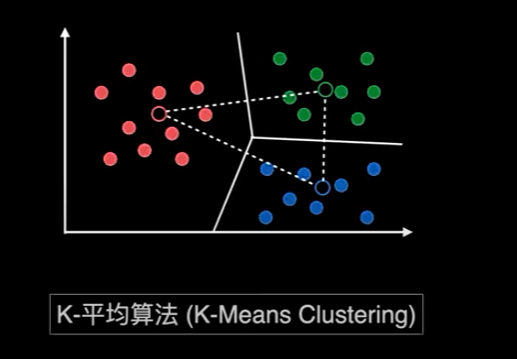 K-平均算法 (K-Means Clustering)